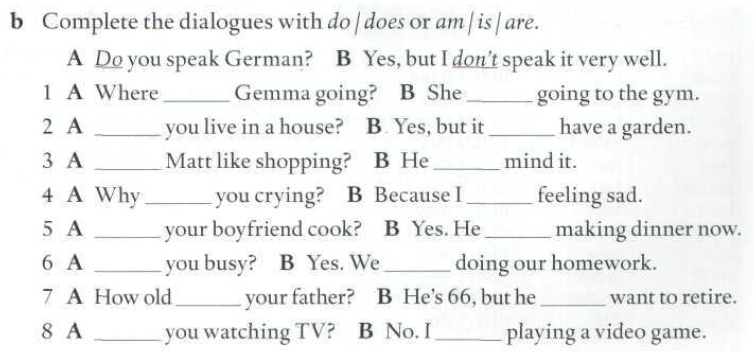 b Complete the dialogues with do / does or am / is / are.
A Do you speak German? B Yes, but I don't speak it very well.
1 A Where ______ Gemma going? B She ______ going to the gym.
2 A ______ you live in a house? B Yes, but it ______ have a garden.
3 A ______ Matt like shopping? B He ______ mind it.
4 A Why ______ you crying? B Because I ______ feeling sad.
5 A ______ your boyfriend cook? B Yes. He ______ making dinner now.
6 A ______ you busy? B Yes. We ______ doing our homework.
7 A How old ______ your father? B He's 66, but he ______ want to retire.
8 A ______ you watching TV? B No. I ______ playing a video game.